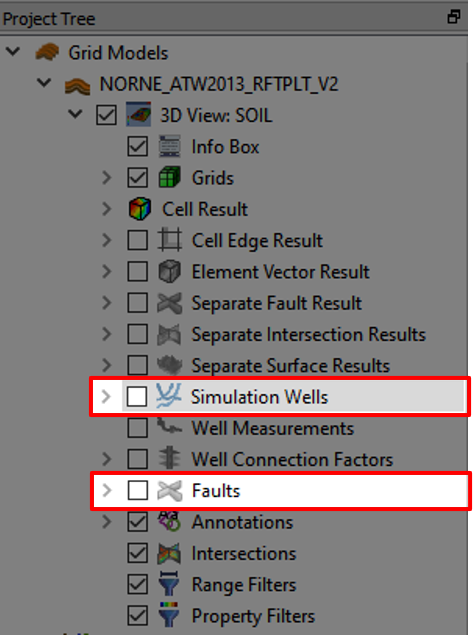 Project Tree
Grid Models
NORNE_ATW2013_RFTPLT_V2
3D View: SOIL
Info Box
Grids
Cell Result
Cell Edge Result
Element Vector Result
Separate Fault Result
Separate Intersection Results
Separate Surface Results
Simulation Wells
Well Measurements
Well Connection Factors
Faults
Annotations
Intersections
Range Filters
Property Filters